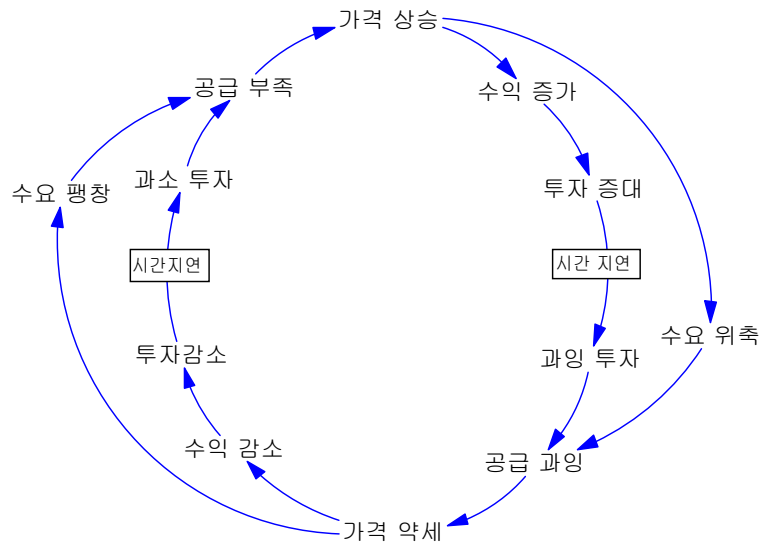 가격 상승
수익 증가
투자 증대
시간 지연
수요 위축
과잉 투자
공급 과잉
가격 약세
수익 감소
투자감소
시간지연
과소 투자
수요 팽창
공급 부족